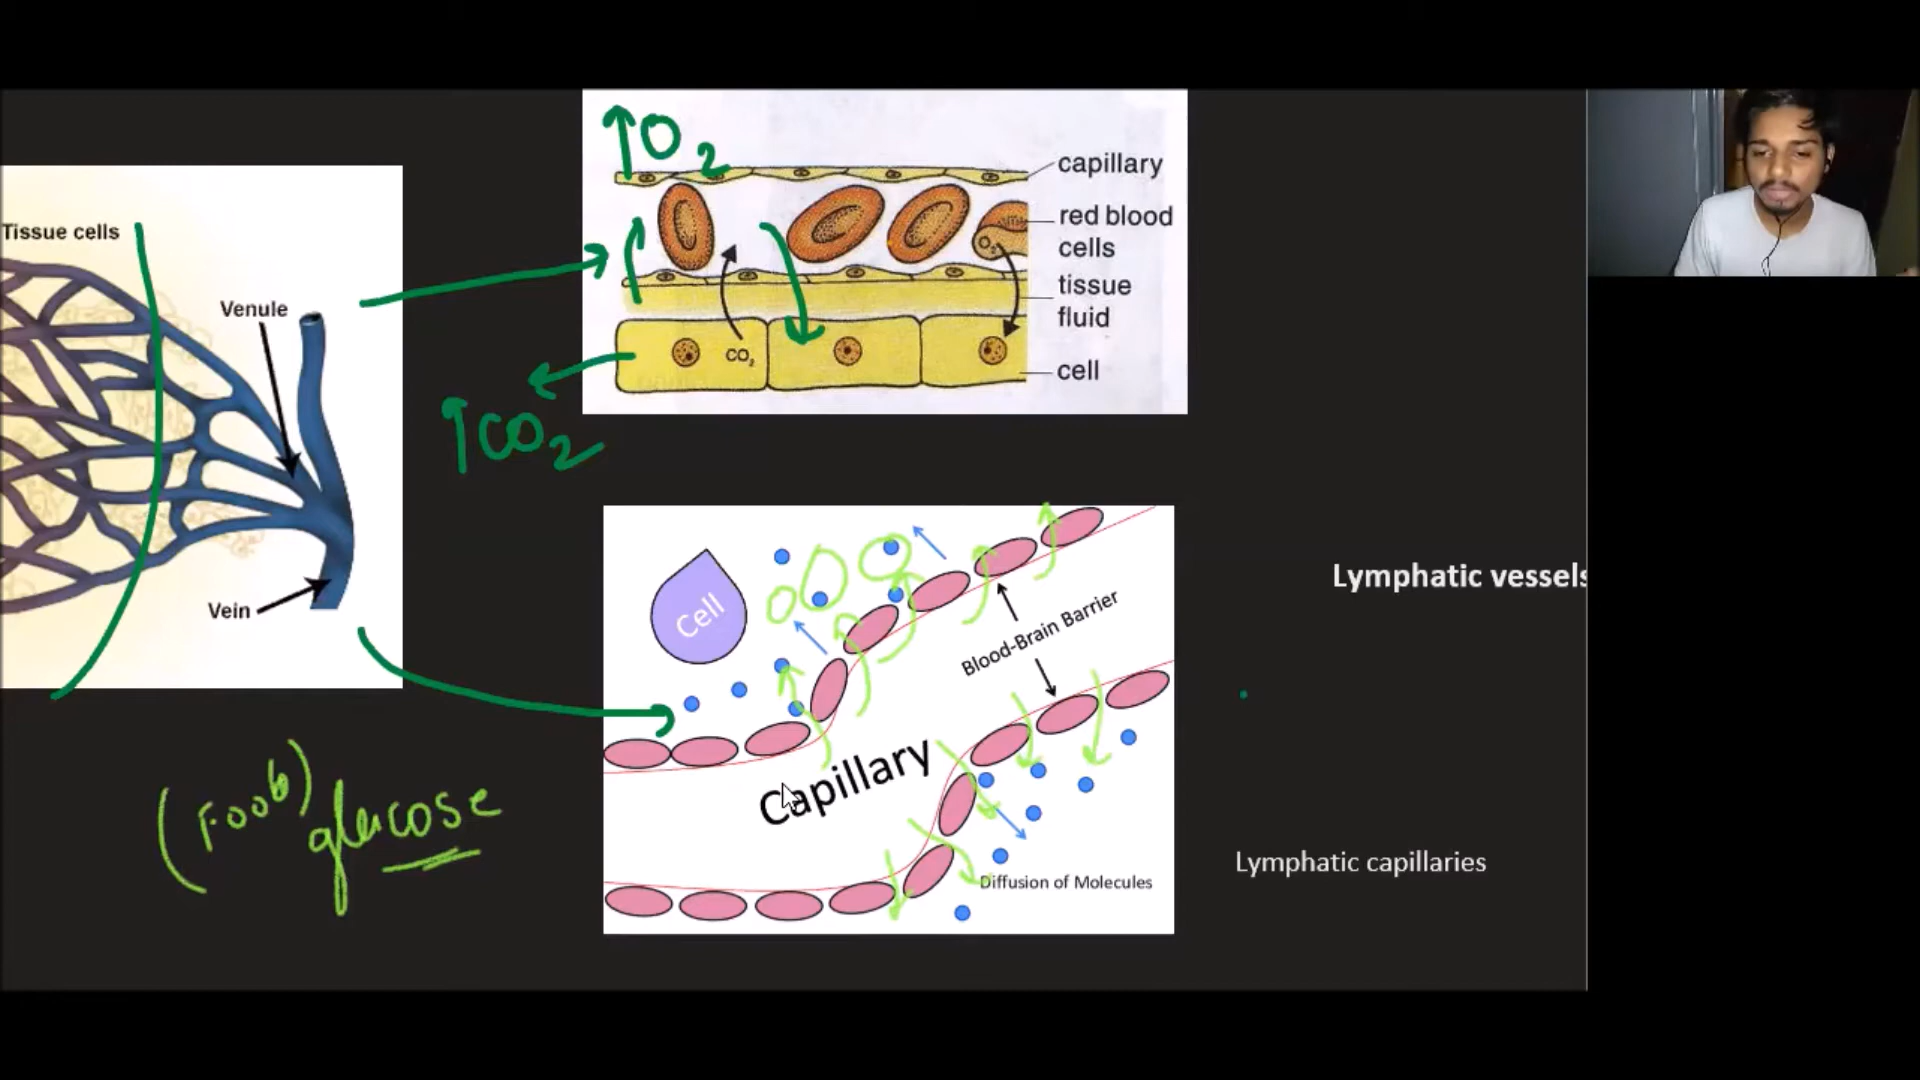 Tissue cells
Venule
Vein
↑O2
capillary
red blood
cells
O2
tissue
fluid
CO2
cell
↑CO2
Cell
Blood-Brain Barrier
Capillary
Diffusion of Molecules
(Food) glucose
Lymphatic vessels
Lymphatic capillaries